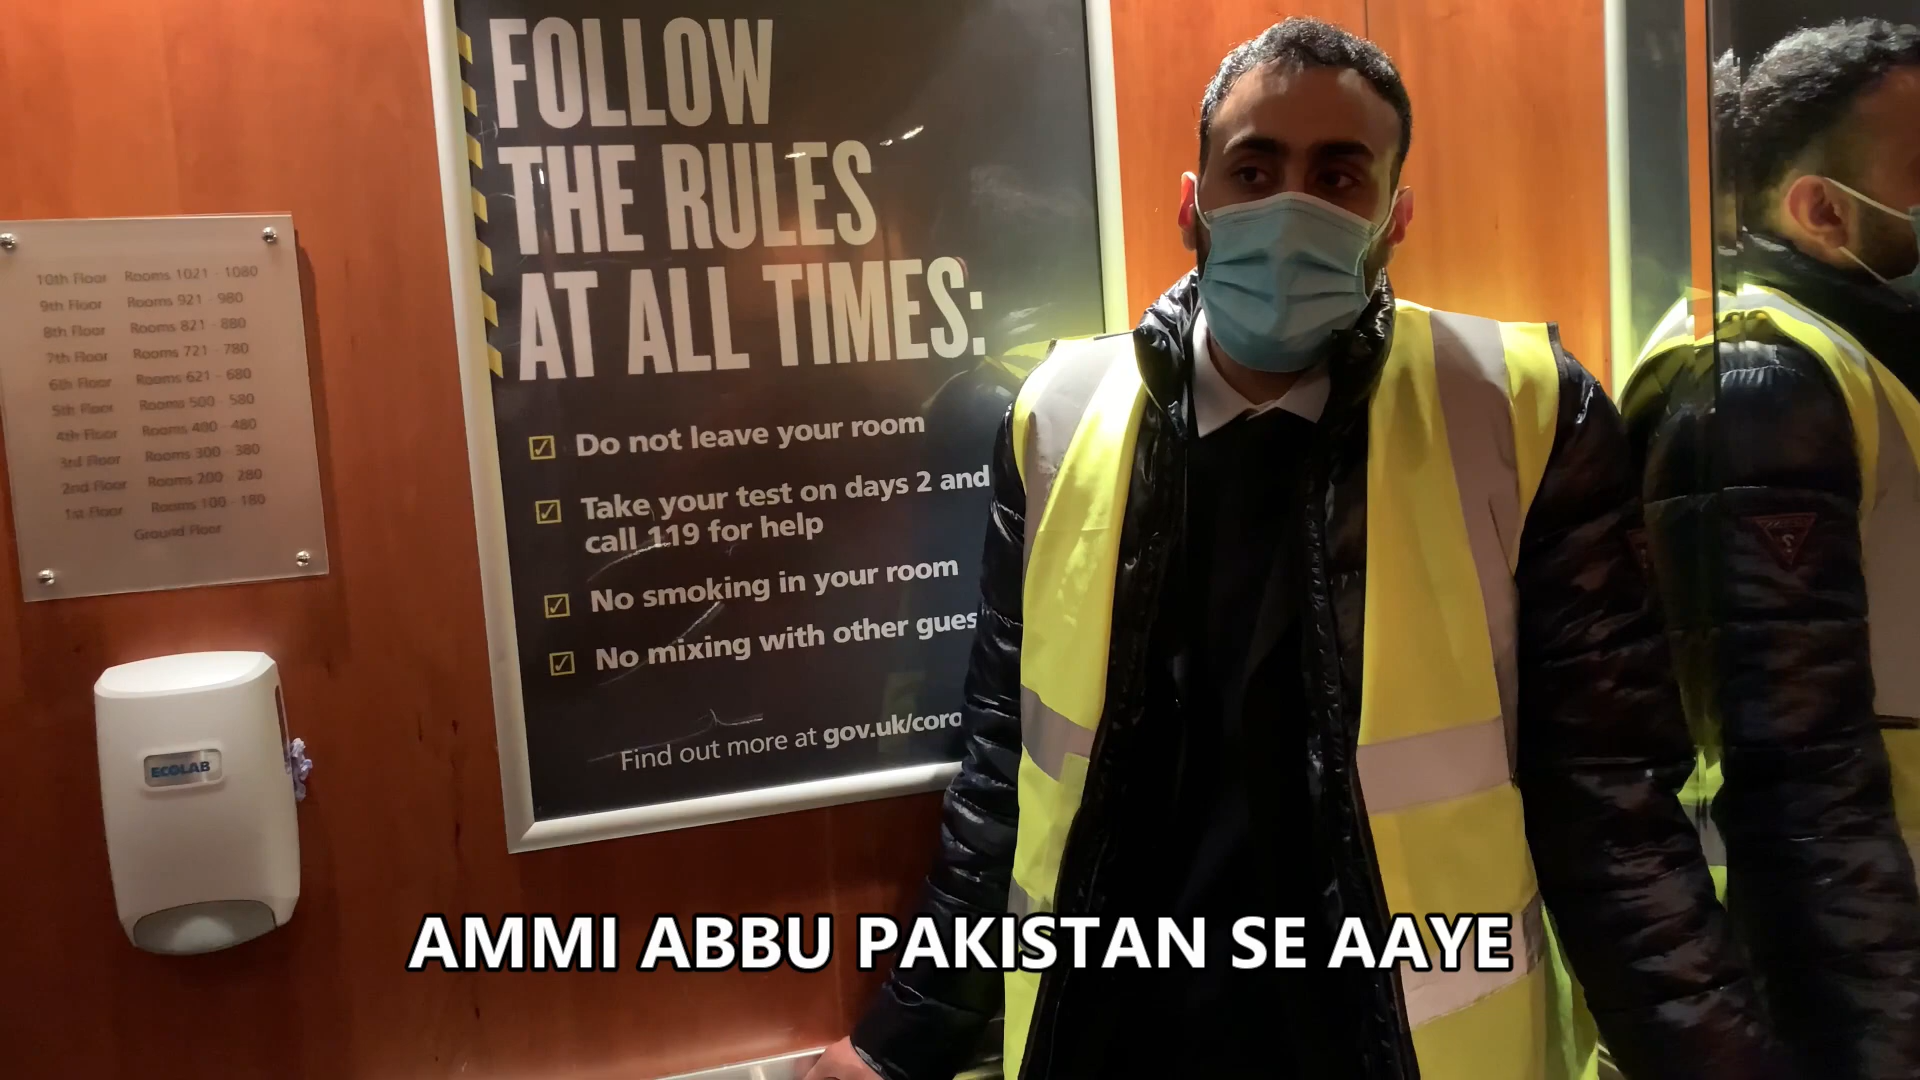 FOLLOW
THE RULES
AT ALL TIMES:
Do not leave your room
Take your test on days 2 and
call 119 for help
No smoking in your room
No mixing with other gues
Find out more at gov.uk/coro
10th Floor Rooms 1021 - 1080
9th Floor Rooms 921 - 980
8th Floor Rooms 821 - 880
7th Floor Rooms 721 - 780
6th Floor Rooms 621 - 680
5th Floor Rooms 500 - 580
4th Floor Rooms 400 - 480
3rd Floor Rooms 300 - 380
2nd Floor Rooms 200 - 280
1st Floor Rooms 100 - 180
Ground Floor
ECOLAB
AMMI ABBU PAKISTAN SE AAYE